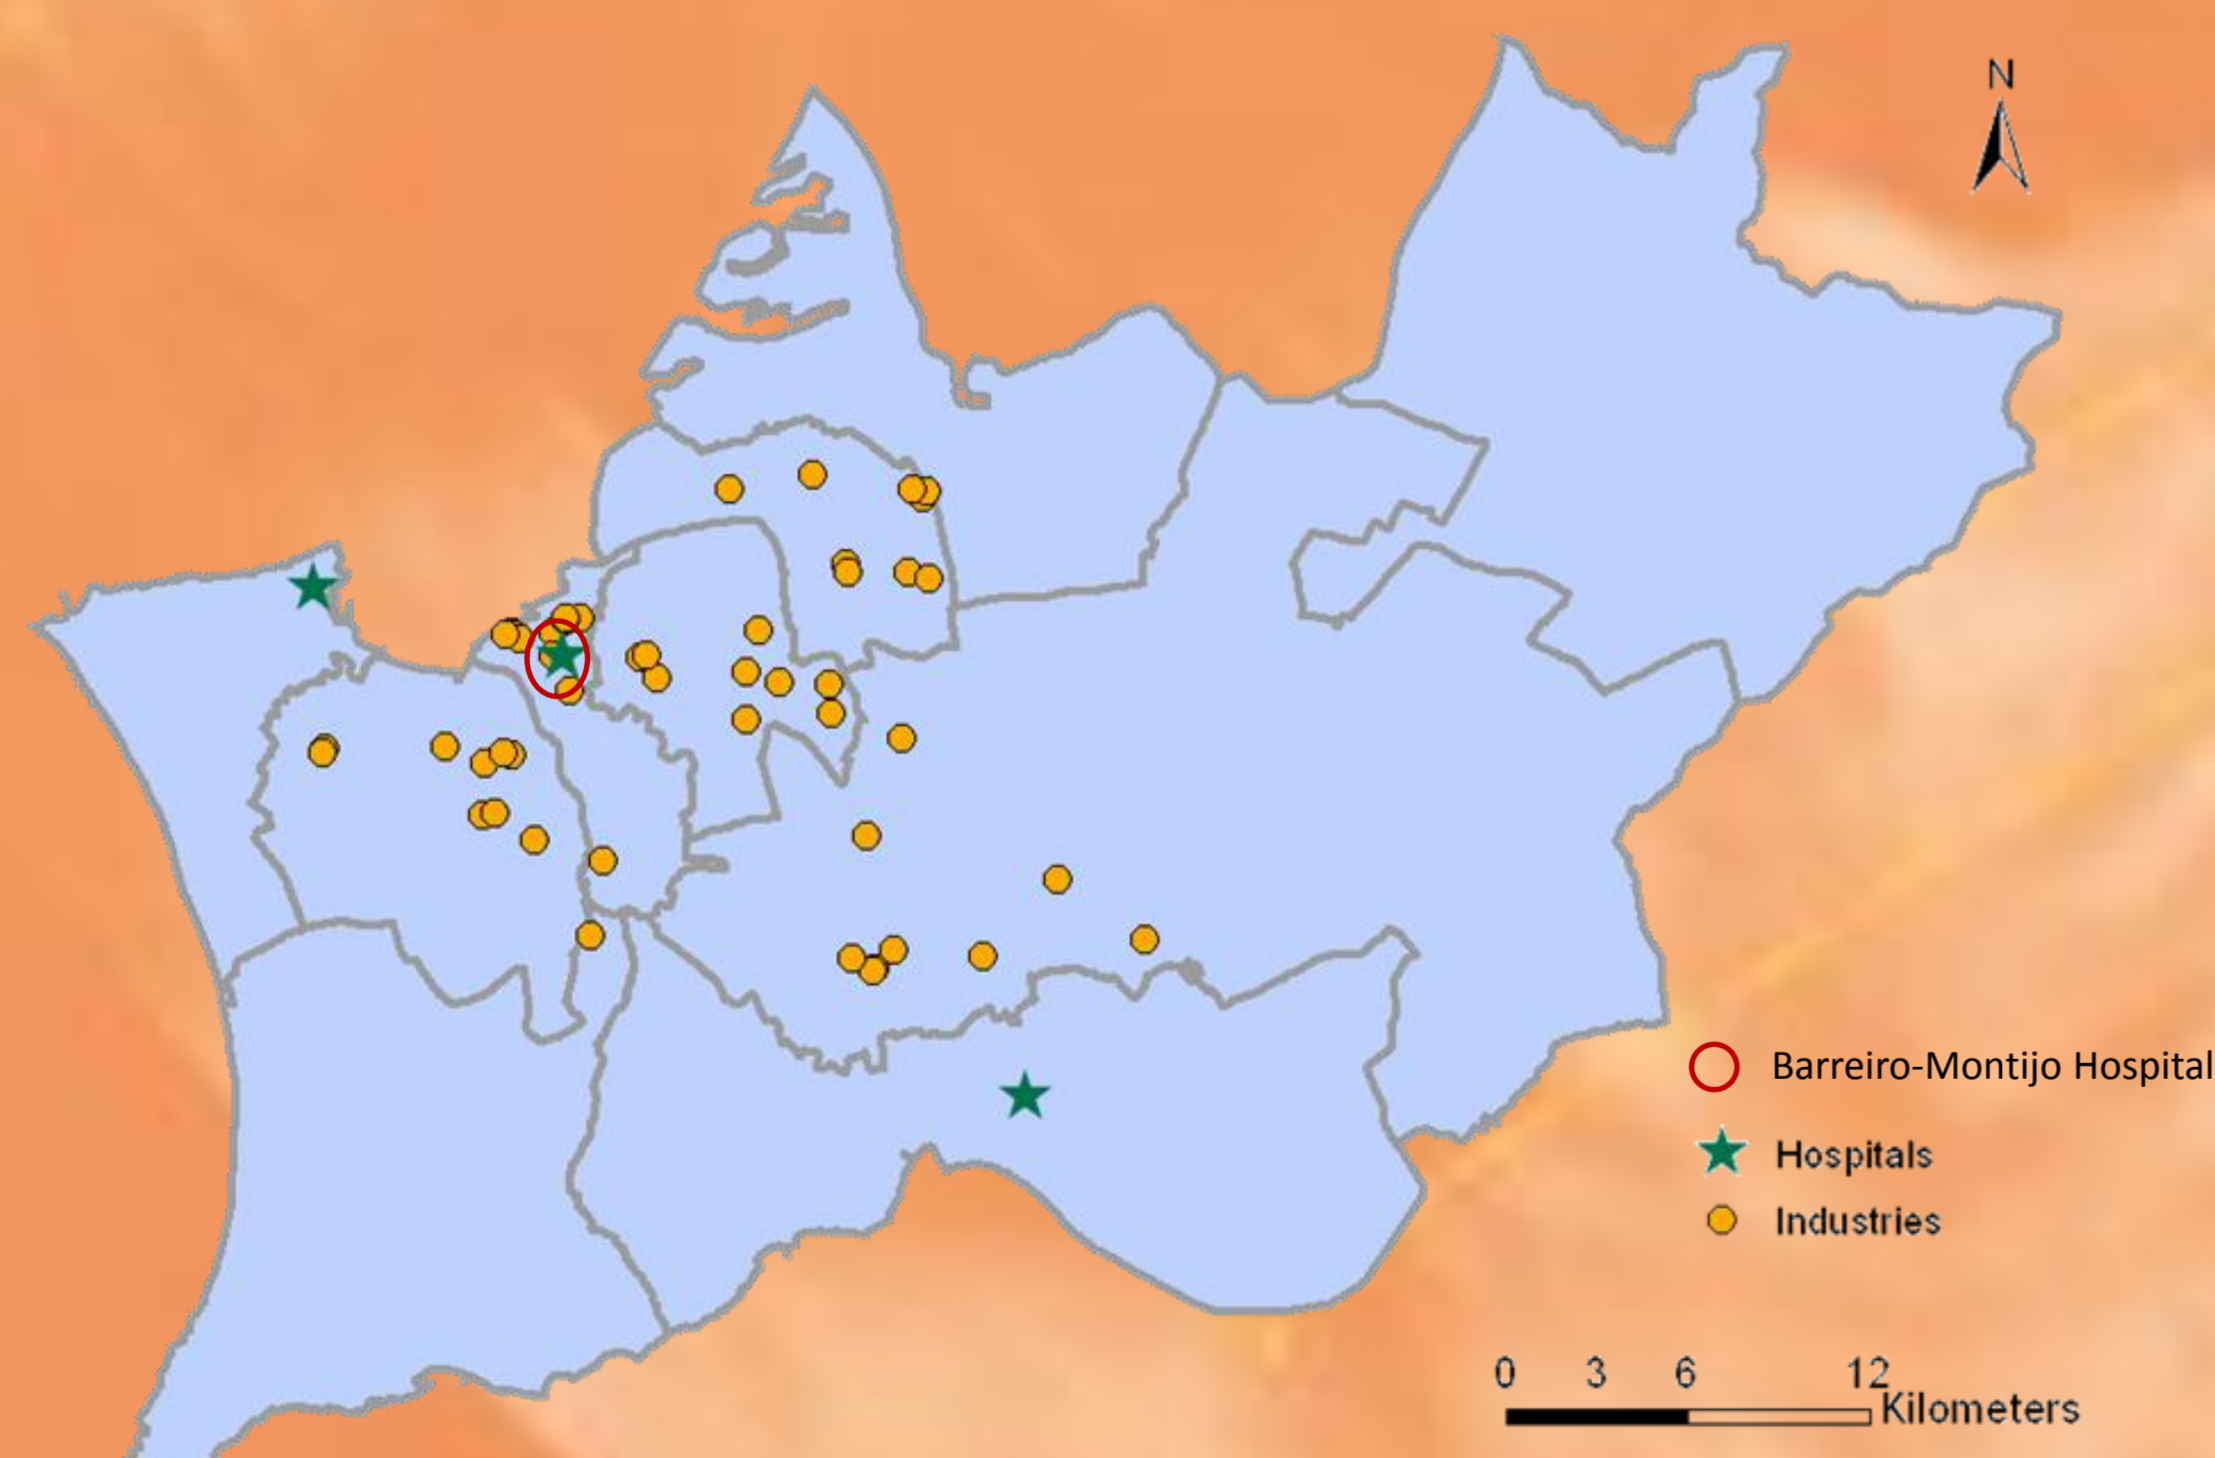 N
Barreiro-Montijo Hospital
Hospitals
Industries
0 3 6 12
Kilometers